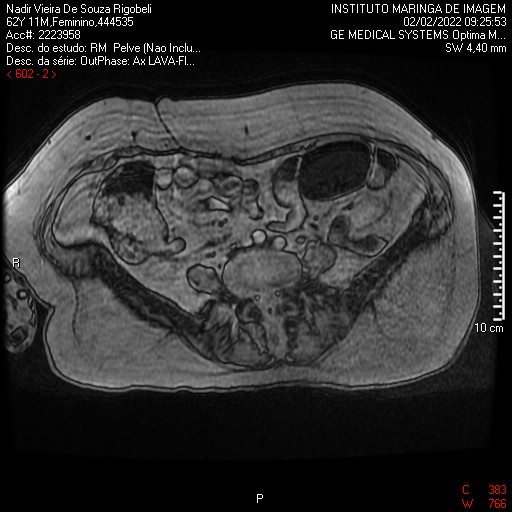 Nadir Vieira De Souza Rigobeli
62Y 11M,Feminino,444535
Acc#: 2223958
Desc. do estudo: RM Pelve (Nao Inclu...
Desc. da série: OutPhase: Ax LAVA-Fl...
< 602 - 2 >
INSTITUTO MARINGA DE IMAGEM
02/02/2022 09:25:53
GE MEDICAL SYSTEMS Optima M...
SW 4,40 mm
R
10 cm
P
C 383
W 766